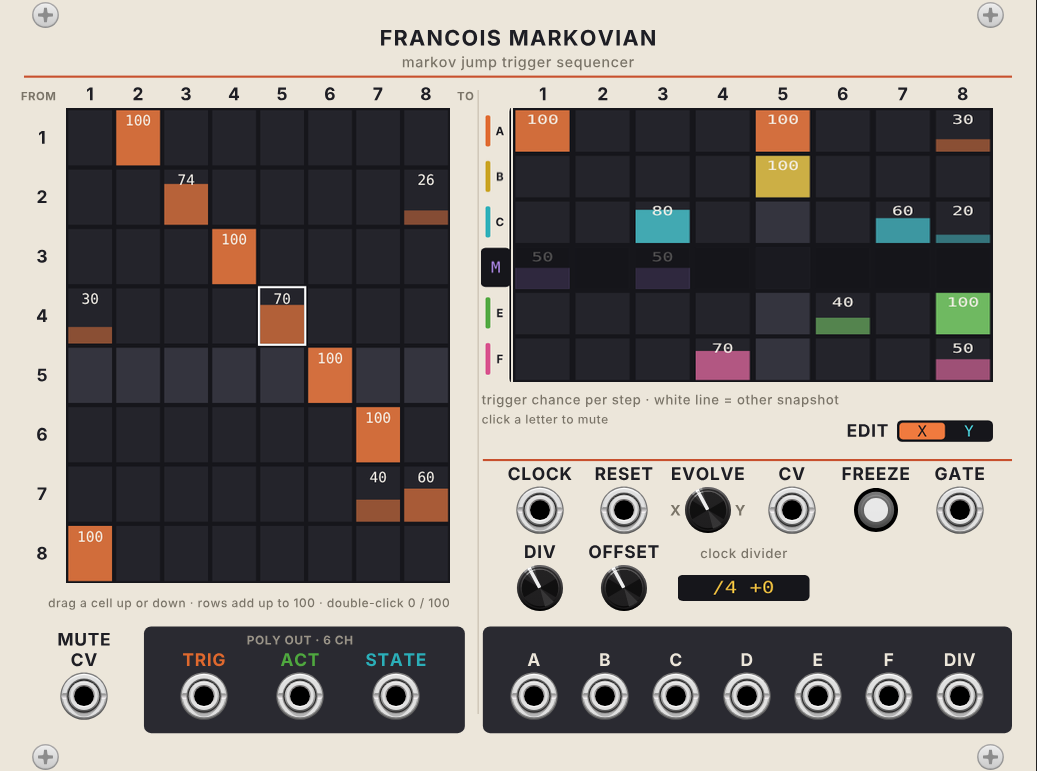 FRANCOIS MARKOVIAN
markov jump trigger sequencer
FROM 1 2 3 4 5 6 7 8 TO
1 100
2 74 26
3 100
4 30 70
5 100
6 100
7 40 60
8 100
drag a cell up or down · rows add up to 100 · double-click 0 / 100
1 2 3 4 5 6 7 8
A 100 100 30
B 100
C 80 60 20
M 50 50
E 40 100
F 70 50
trigger chance per step · white line = other snapshot
click a letter to mute
EDIT X Y
CLOCK RESET EVOLVE CV FREEZE GATE
X Y
DIV OFFSET clock divider
/4 +0
MUTE
CV
POLY OUT · 6 CH
TRIG ACT STATE
A B C D E F DIV